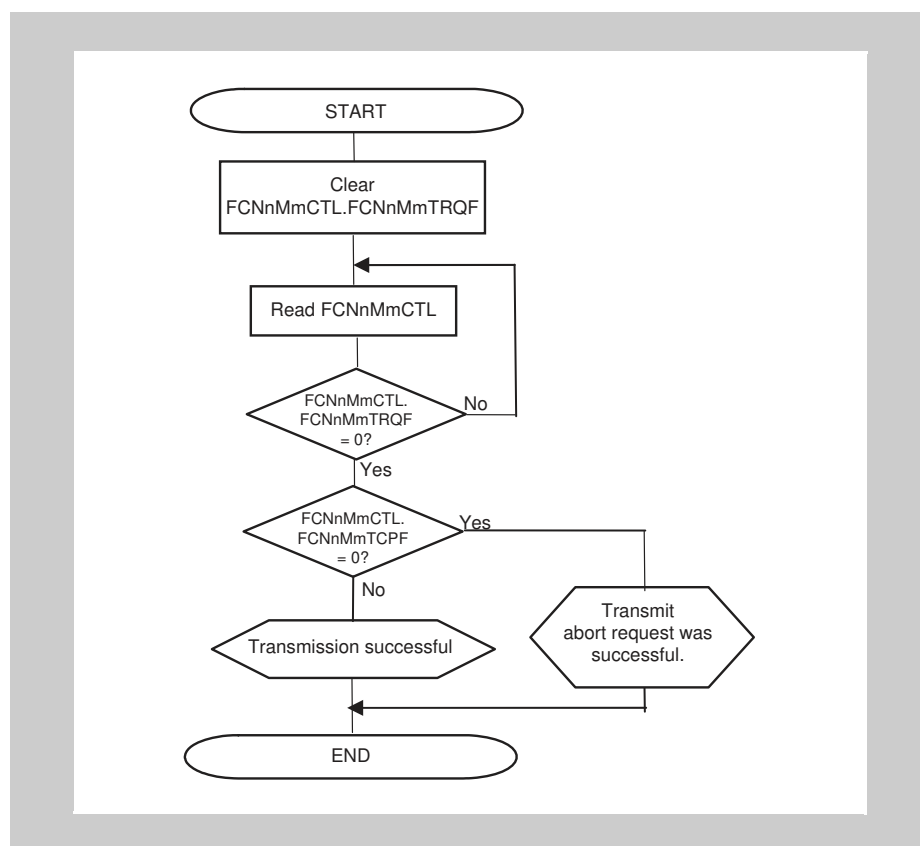 START
Clear
FCNnMmCTL.FCNnMmTRQF
Read FCNnMmCTL
FCNnMmCTL.
FCNnMmTRQF
= 0?
No
Yes
FCNnMmCTL.
FCNnMmTCPF
= 0?
Yes
No
Transmission successful
Transmit
abort request was
successful.
END